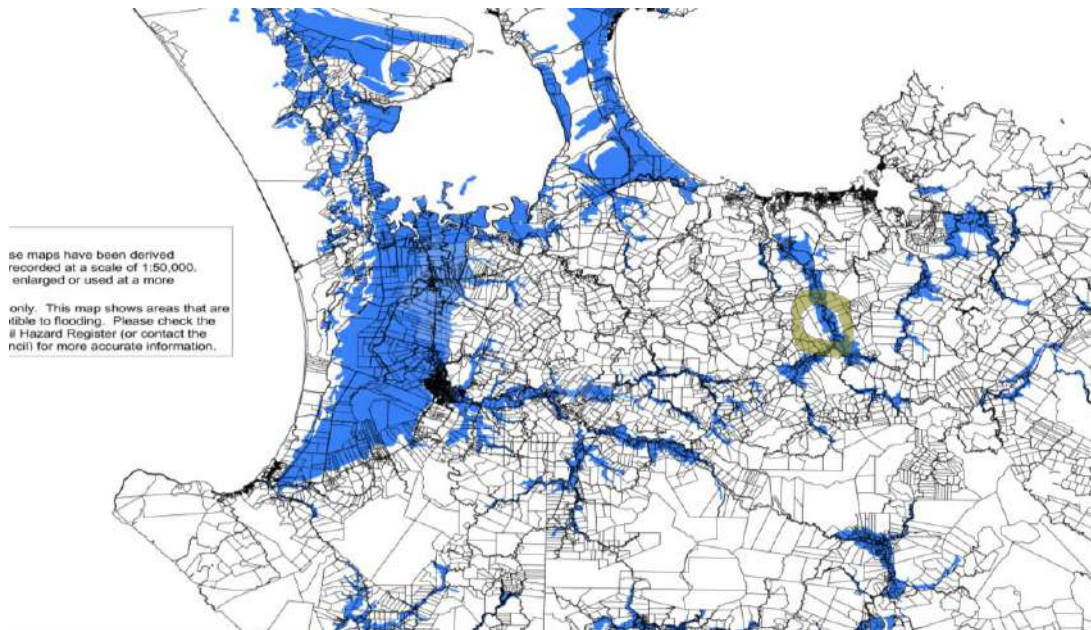 se maps have been derived
recorded at a scale of 1:50,000.
enlarged or used at a more
only. This map shows areas that are
tible to flooding. Please check the
il Hazard Register (or contact the
ncil) for more accurate information.